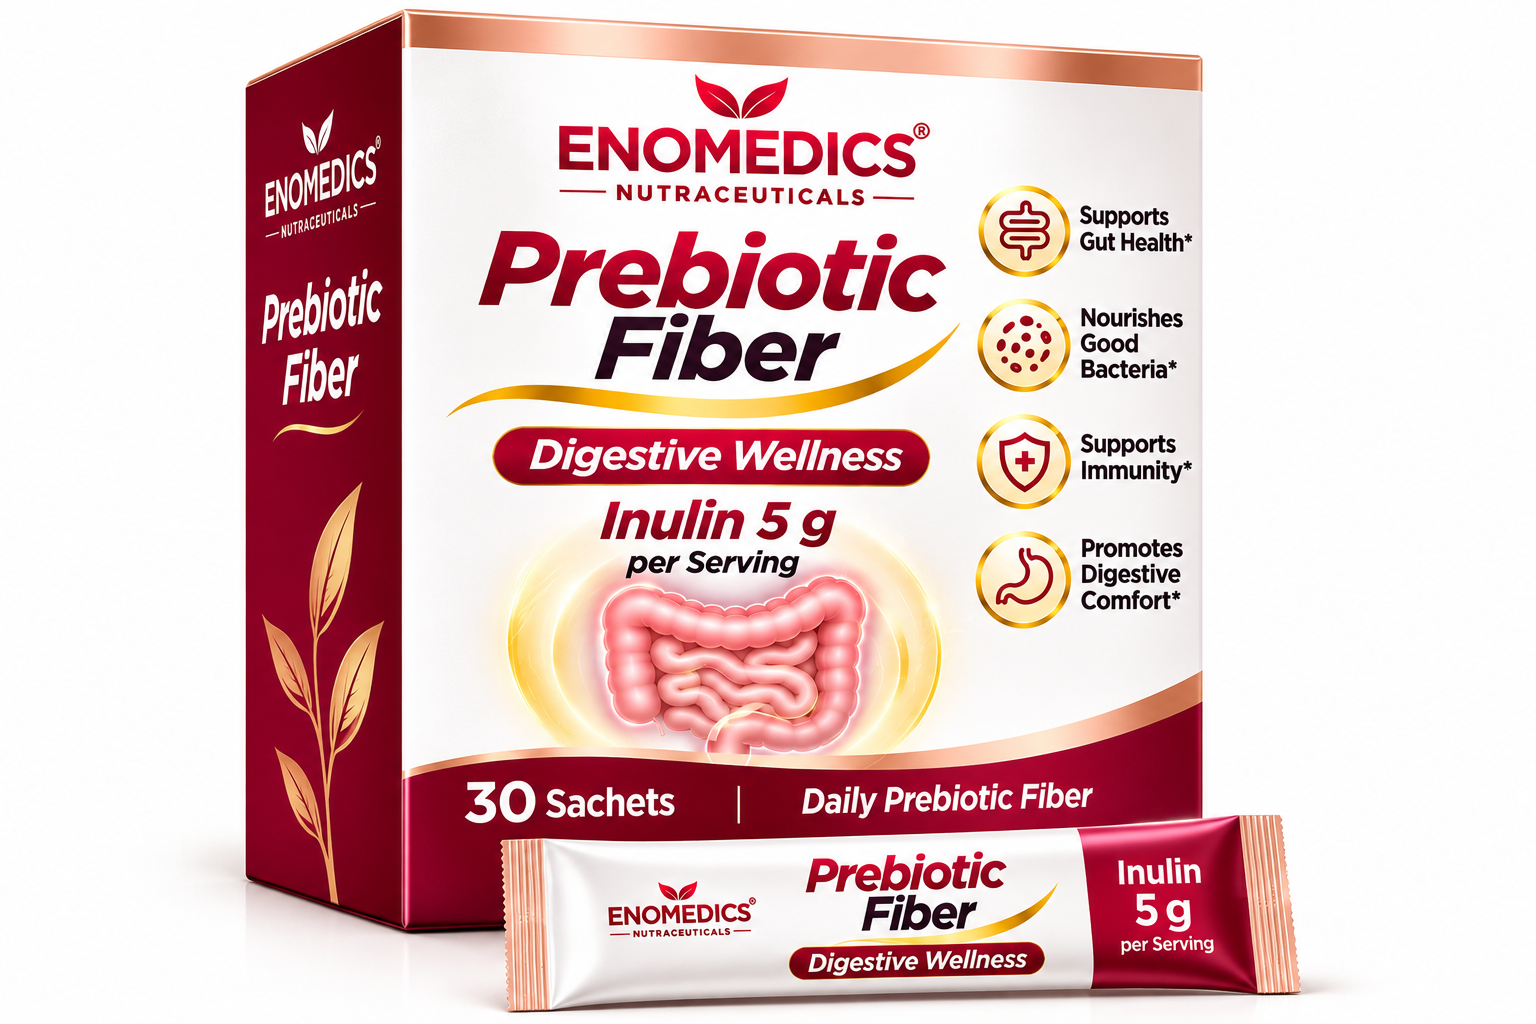 ENOMEDICS®
NUTRACEUTICALS
Prebiotic
Fiber
ENOMEDICS®
NUTRACEUTICALS
Prebiotic
Fiber
Digestive Wellness
Inulin 5 g
per Serving
Supports
Gut Health*
Nourishes
Good
Bacteria*
Supports
Immunity*
Promotes
Digestive
Comfort*
30 Sachets | Daily Prebiotic Fiber
ENOMEDICS®
NUTRACEUTICALS
Prebiotic
Fiber
Digestive Wellness
Inulin
5 g
per Serving